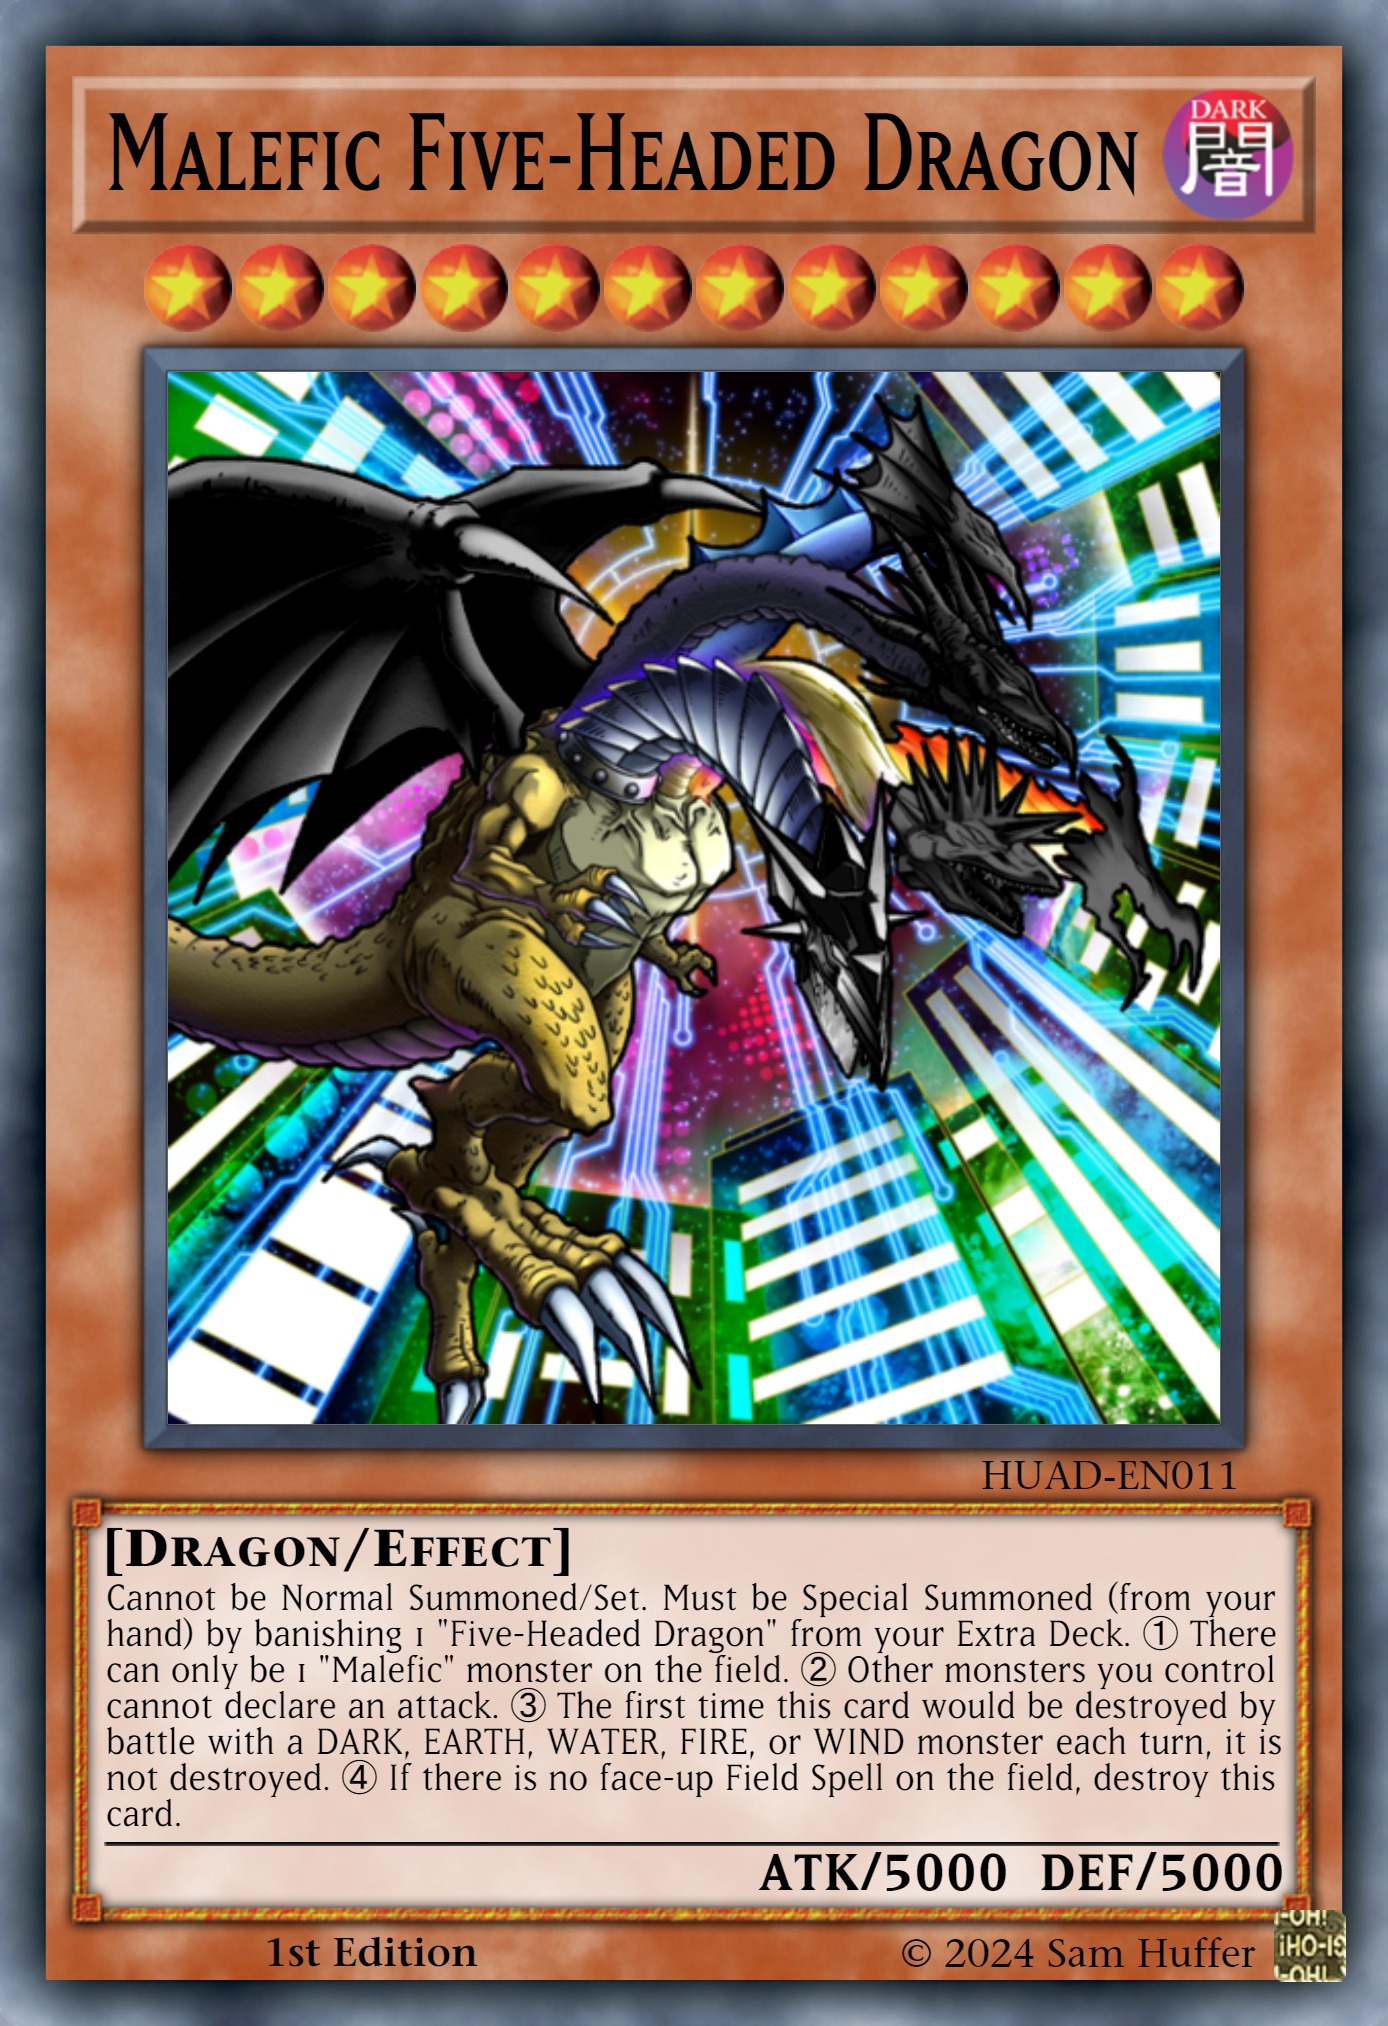 Malefic Five-Headed Dragon
DARK
闇
HUAD-EN011
[Dragon/Effect]
Cannot be Normal Summoned/Set. Must be Special Summoned (from your
hand) by banishing 1 "Five-Headed Dragon" from your Extra Deck. ① There
can only be 1 "Malefic" monster on the field. ② Other monsters you control
cannot declare an attack. ③ The first time this card would be destroyed by
battle with a DARK, EARTH, WATER, FIRE, or WIND monster each turn, it is
not destroyed. ④ If there is no face-up Field Spell on the field, destroy this
card.
ATK/5000 DEF/5000
1st Edition
© 2024 Sam Huffer